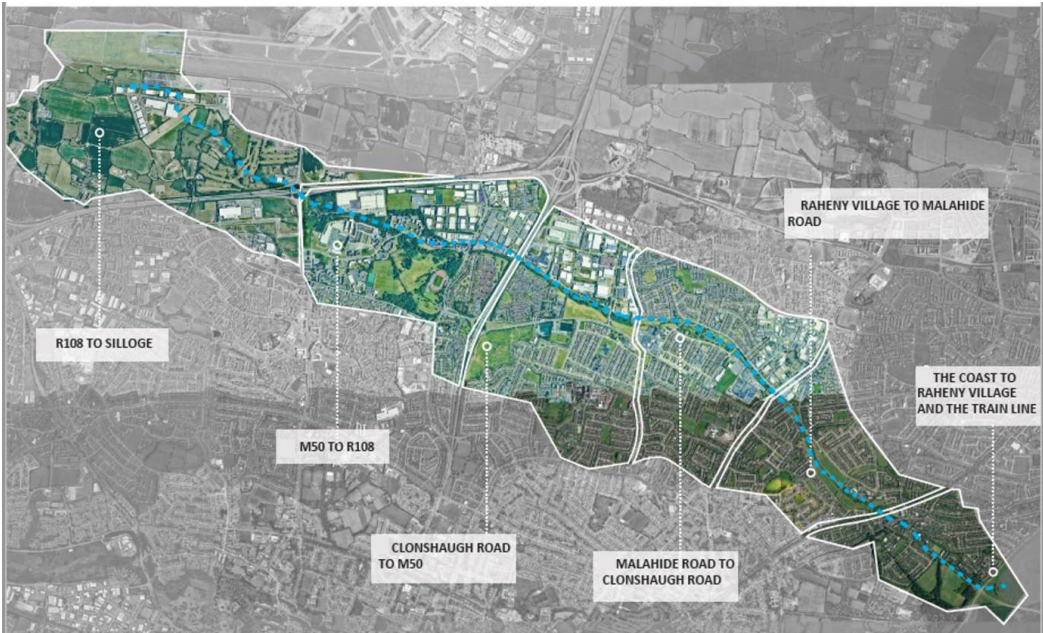 RAHENY VILLAGE TO MALAHIDE
ROAD
R108 TO SILLOGE
THE COAST TO
RAHENY VILLAGE
AND THE TRAIN LINE
M50 TO R108
CLONSHAUGH ROAD
TO M50
MALAHIDE ROAD TO
CLONSHAUGH ROAD